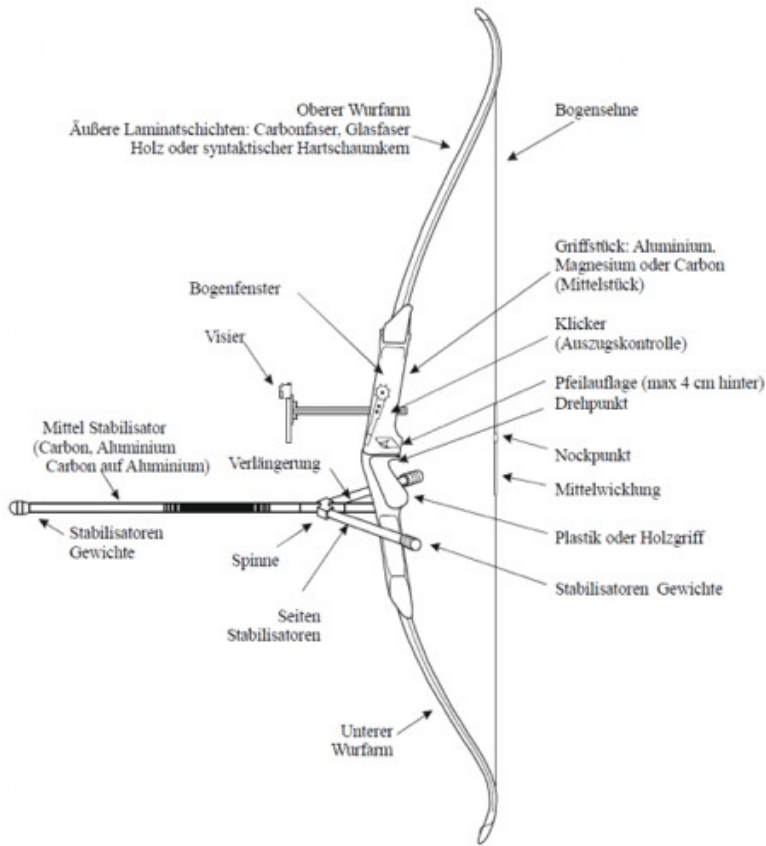 Oberer Wurfarm
Äußere Laminatschichten: Carbonfaser, Glasfaser
Holz oder syntaktischer Hartschaumkern
Bogensehne
Griffstück: Aluminium,
Magnesium oder Carbon
(Mittelstück)
Bogenfenster
Klicker
(Auszugskontrolle)
Visier
Pfeilauflage (max 4 cm hinter)
Drehpunkt
Mittel Stabilisator
(Carbon, Aluminium
Carbon auf Aluminium)
Verlängerung
Nockpunkt
Mittelwicklung
Stabilisatoren
Gewichte
Spinne
Plastik oder Holzgriff
Stabilisatoren Gewichte
Seiten
Stabilisatoren
Unterer
Wurfarm